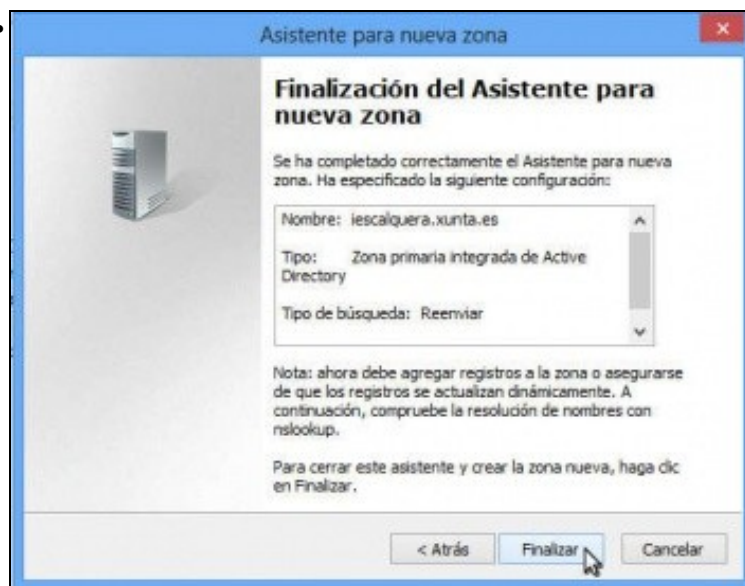 Asistente para nueva zona
Finalización del Asistente para
nueva zona
Se ha completado correctamente el Asistente para nueva
zona. Ha especificado la siguiente configuración:
Nombre: iescalquera.xunta.es
Tipo: Zona primaria integrada de Active
Directory
Tipo de búsqueda: Reenviar
Nota: ahora debe agregar registros a la zona o asegurarse
de que los registros se actualizan dinámicamente. A
continuación, compruebe la resolución de nombres con
nslookup.
Para cerrar este asistente y crear la zona nueva, haga clic
en Finalizar.
< Atrás Finalizar Cancelar